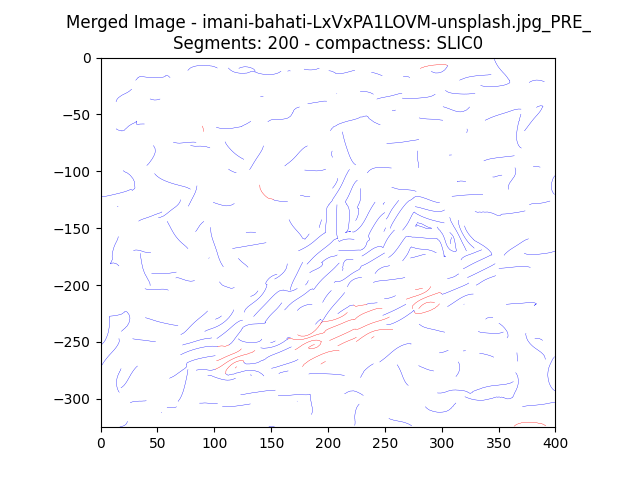 Merged Image - imani-bahati-LxVxPA1LOVM-unsplash.jpg_PRE_
Segments: 200 - compactness: SLIC0
0
−50
−100
−150
−200
−250
−300
0 50 100 150 200 250 300 350 400